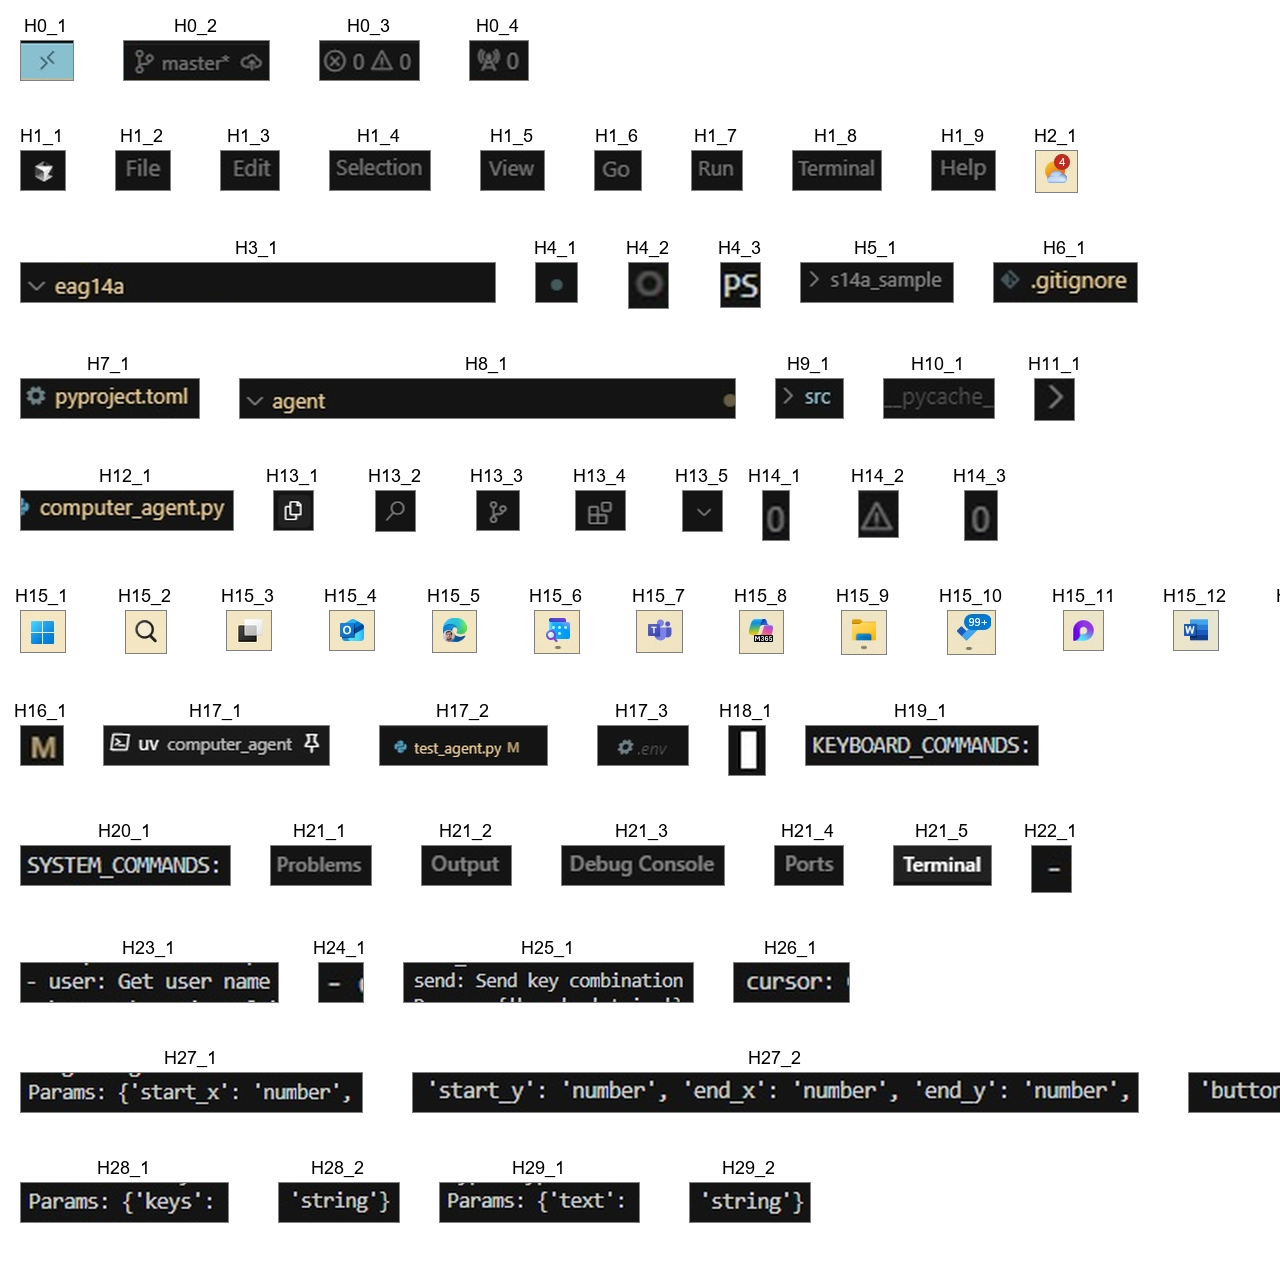 H0_1 H0_2 H0_3 H0_4
master* 0 0 0
H1_1 H1_2 H1_3 H1_4 H1_5 H1_6 H1_7 H1_8 H1_9 H2_1
File Edit Selection View Go Run Terminal Help 4
H3_1 H4_1 H4_2 H4_3 H5_1 H6_1
eag14a PS s14a_sample .gitignore
H7_1 H8_1 H9_1 H10_1 H11_1
pyproject.toml agent src __pycache_
H12_1 H13_1 H13_2 H13_3 H13_4 H13_5 H14_1 H14_2 H14_3
computer_agent.py 0 0
H15_1 H15_2 H15_3 H15_4 H15_5 H15_6 H15_7 H15_8 H15_9 H15_10 H15_11 H15_12
M365 99+
H16_1 H17_1 H17_2 H17_3 H18_1 H19_1
M uv computer_agent test_agent.py M .env KEYBOARD_COMMANDS:
H20_1 H21_1 H21_2 H21_3 H21_4 H21_5 H22_1
SYSTEM_COMMANDS: Problems Output Debug Console Ports Terminal -
H23_1 H24_1 H25_1 H26_1
- user: Get user name - send: Send key combination cursor:
H27_1 H27_2
Params: {'start_x': 'number', 'start_y': 'number', 'end_x': 'number', 'end_y': 'number', 'button
H28_1 H28_2 H29_1 H29_2
Params: {'keys': 'string'} Params: {'text': 'string'}